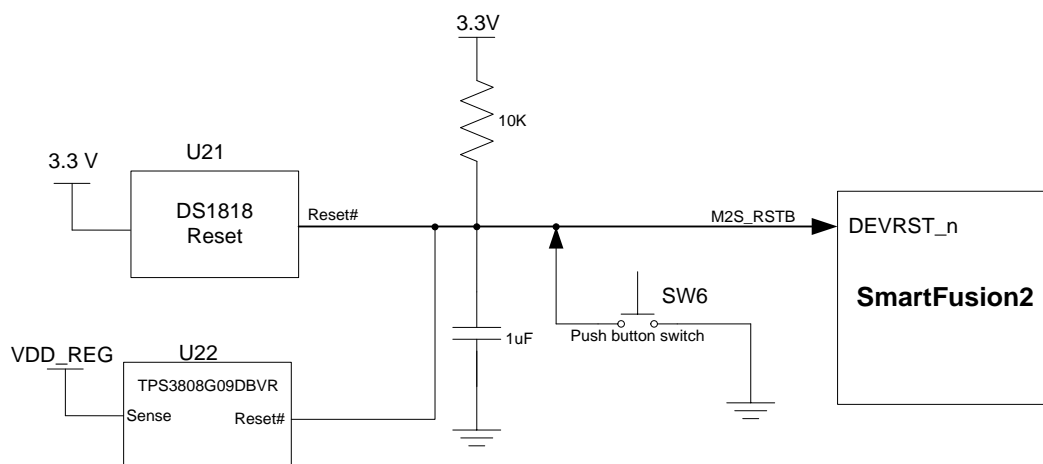 3.3V
10K
U21
3.3 V
DS1818
Reset
Reset#
M2S_RSTB
DEVRST_n
SmartFusion2
SW6
Push button switch
1uF
VDD_REG
U22
TPS3808G09DBVR
Sense
Reset#